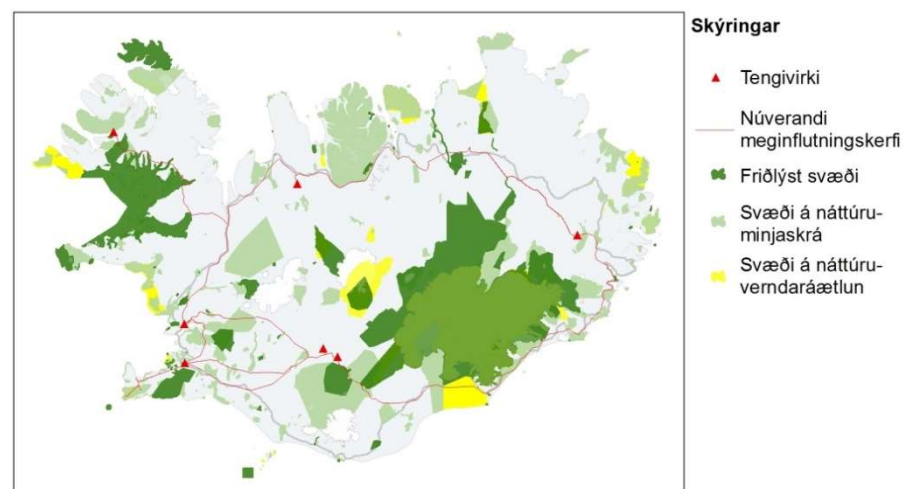 Skýringar
Tengivirki
Núverandi
meginflutningskerfi
Friðlýst svæði
Svæði á náttúru-
minjaskrá
Svæði á náttúru-
verndaráætlun